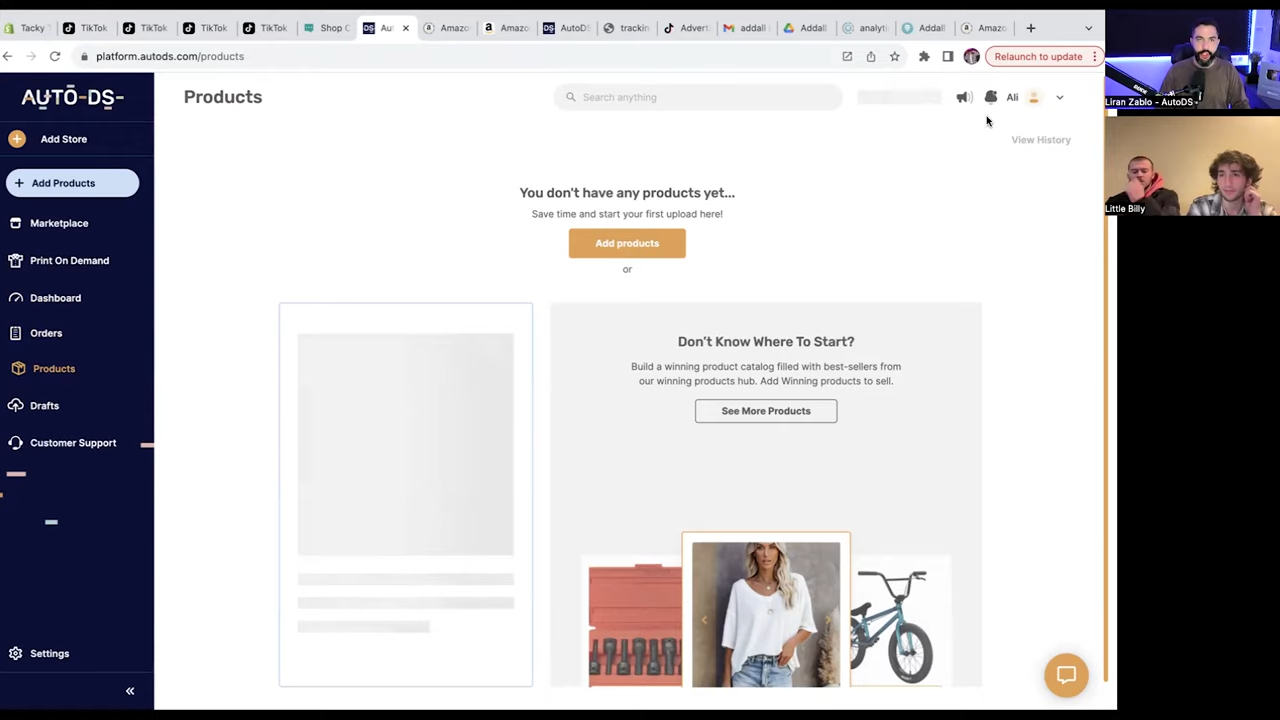 Tacky
TikTok
TikTok
TikTok
TikTok
Shop C
Aut
Amazo
Amazo
AutoDS
trackin
Advert
addall
Addall
analytic
Addal
Amazo
platform.autods.com/products
Relaunch to update
AUTO-DS-
Add Store
Add Products
Marketplace
Print On Demand
Dashboard
Orders
Products
Drafts
Customer Support
Settings
Products
Search anything
Ali
View History
You don't have any products yet...
Save time and start your first upload here!
Add products
or
Don't Know Where To Start?
Build a winning product catalog filled with best-sellers from
our winning products hub. Add Winning products to sell.
See More Products
Liran Zablo - AutoDS
Little Billy